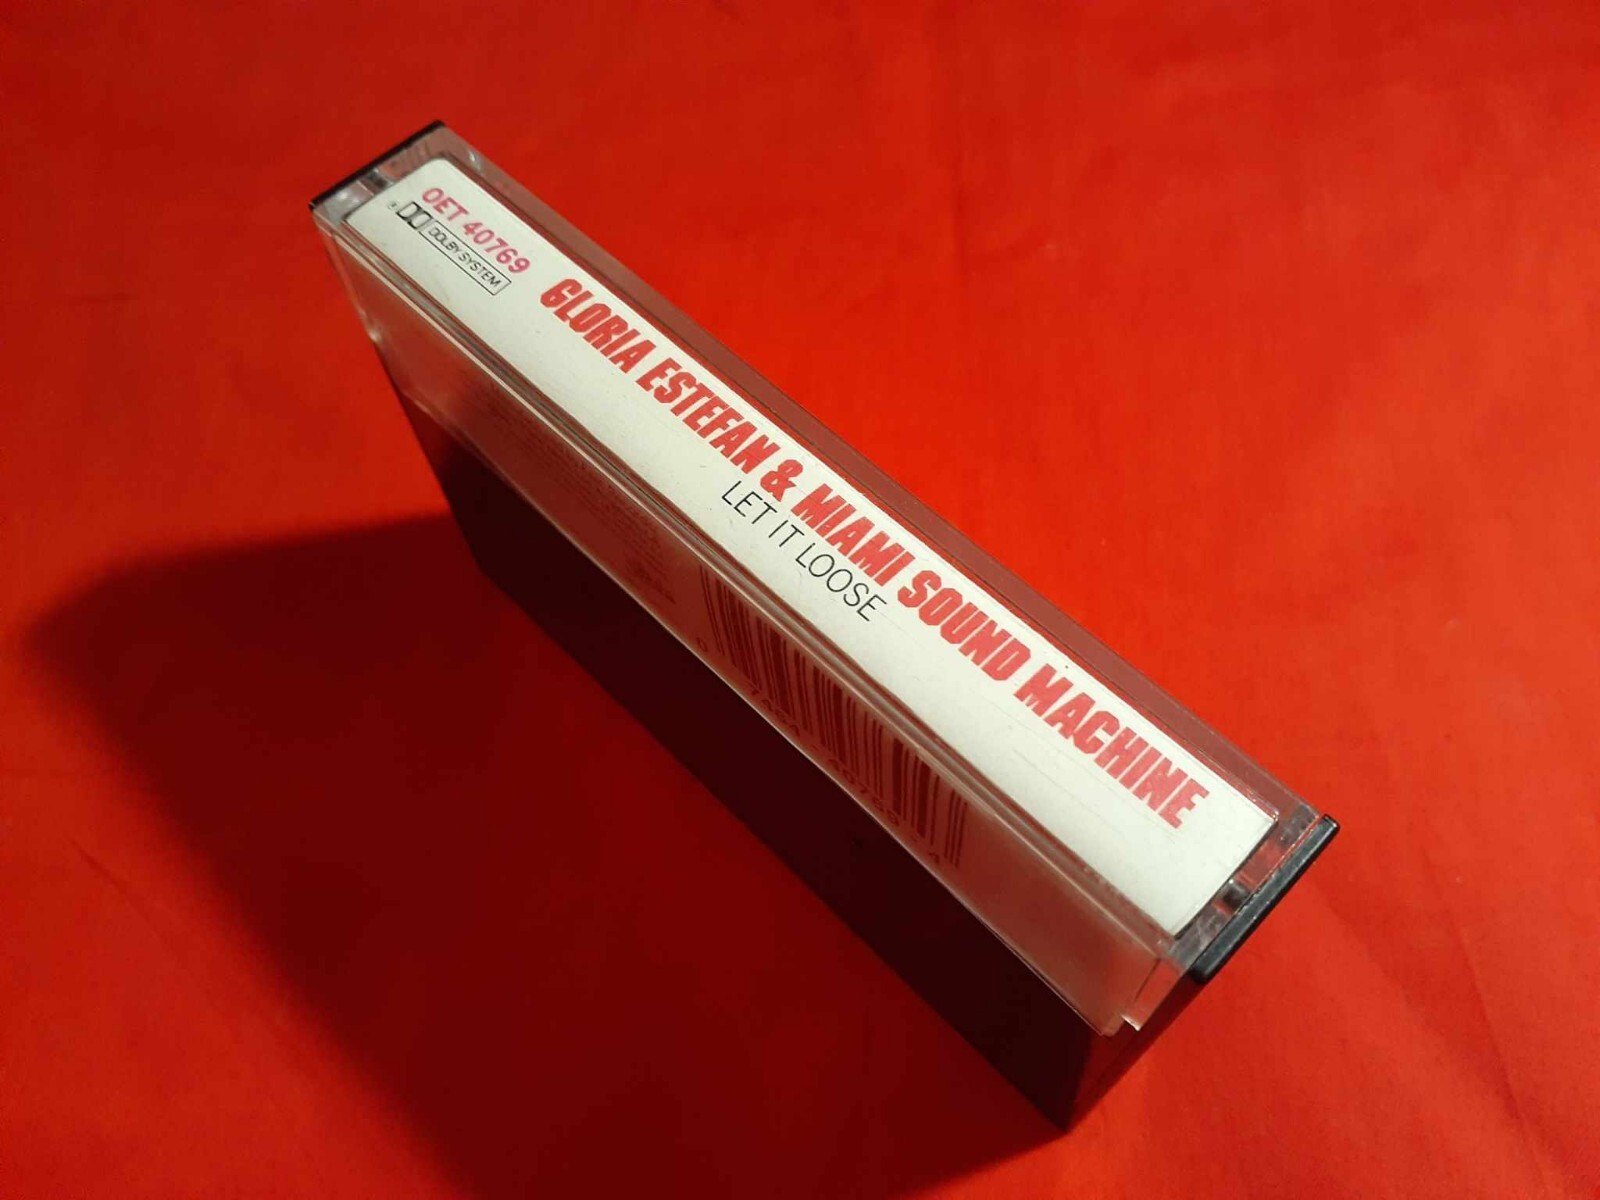 OET 40769
DOLBY SYSTEM
GLORIA ESTEFAN & MIAMI SOUND MACHINE
LET IT LOOSE